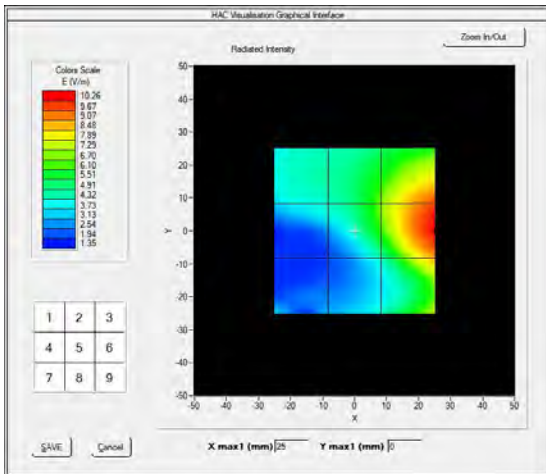 HAC Visualisation Graphical Interface
Zoom In/Out
Radiated Intensity
Colors Scale
E (V/m)
10.26
9.67
9.07
8.48
7.89
7.29
6.70
6.10
5.51
4.91
4.32
3.73
3.13
2.54
1.94
1.35
50
40
30
20
10
Y 0
-10
-20
-30
-40
-50
-50 -40 -30 -20 -10 0 10 20 30 40 50
X
1 2 3
4 5 6
7 8 9
SAVE Cancel X max1 (mm) 25 Y max1 (mm) 0